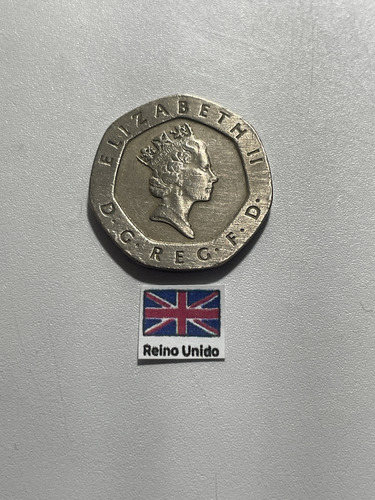 ELIZABETH II
D·G·REG·F·D·
Reino Unido